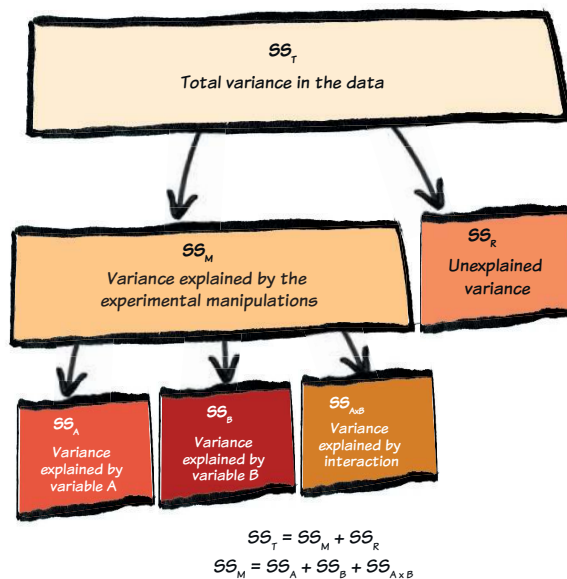 SS_T
Total variance in the data
SS_M
Variance explained by the
experimental manipulations
SS_R
Unexplained
variance
SS_A
Variance
explained by
variable A
SS_B
Variance
explained by
variable B
SS_AxB
Variance
explained by
interaction
SS_T = SS_M + SS_R
SS_M = SS_A + SS_B + SS_A x B